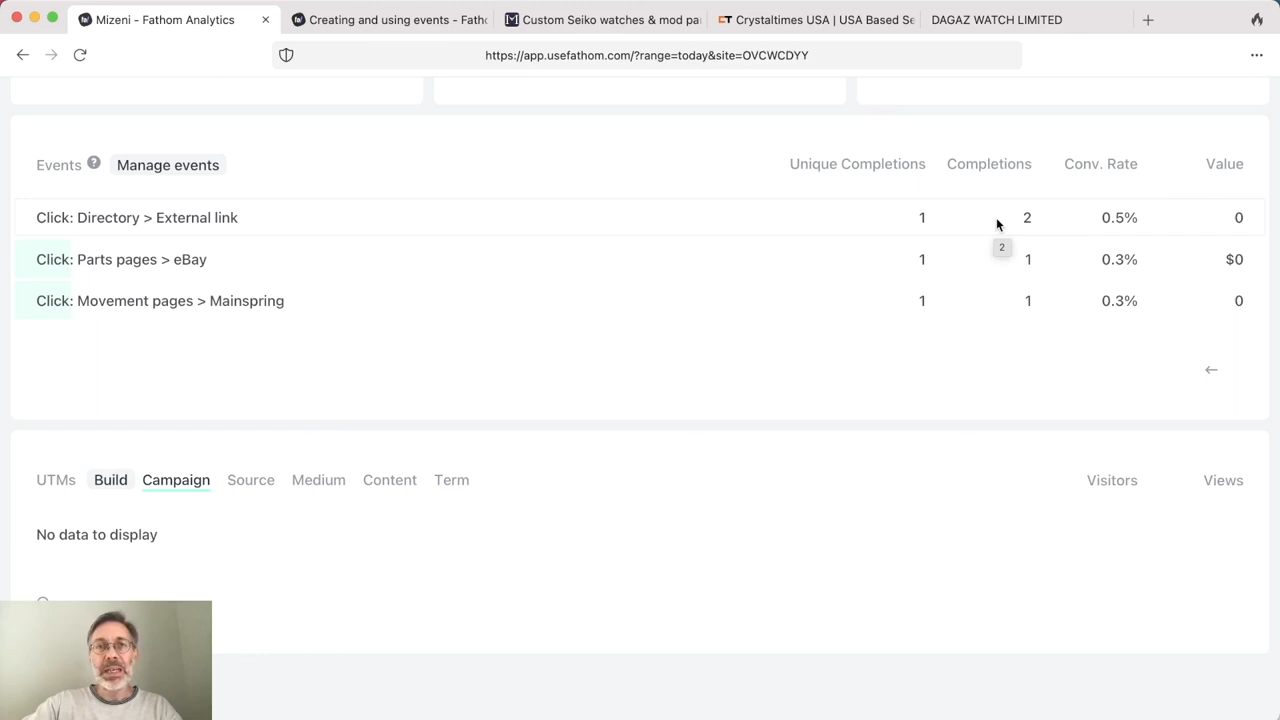 Mizeni - Fathom Analytics
Creating and using events - Fatho
Custom Seiko watches & mod pa
Crystaltimes USA | USA Based Se
DAGAZ WATCH LIMITED
https://app.usefathom.com/?range=today&site=OVCWCDYY
Events ? Manage events Unique Completions Completions Conv. Rate Value
Click: Directory > External link 1 2 0.5% 0
2
Click: Parts pages > eBay 1 1 0.3% $0
Click: Movement pages > Mainspring 1 1 0.3% 0
UTMs Build Campaign Source Medium Content Term Visitors Views
No data to display